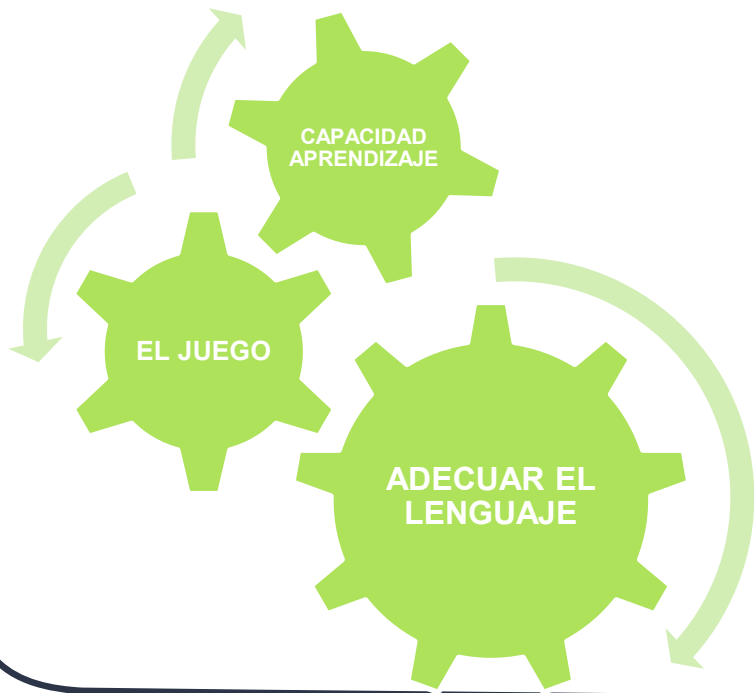 CAPACIDAD
APRENDIZAJE
EL JUEGO
ADECUAR EL
LENGUAJE